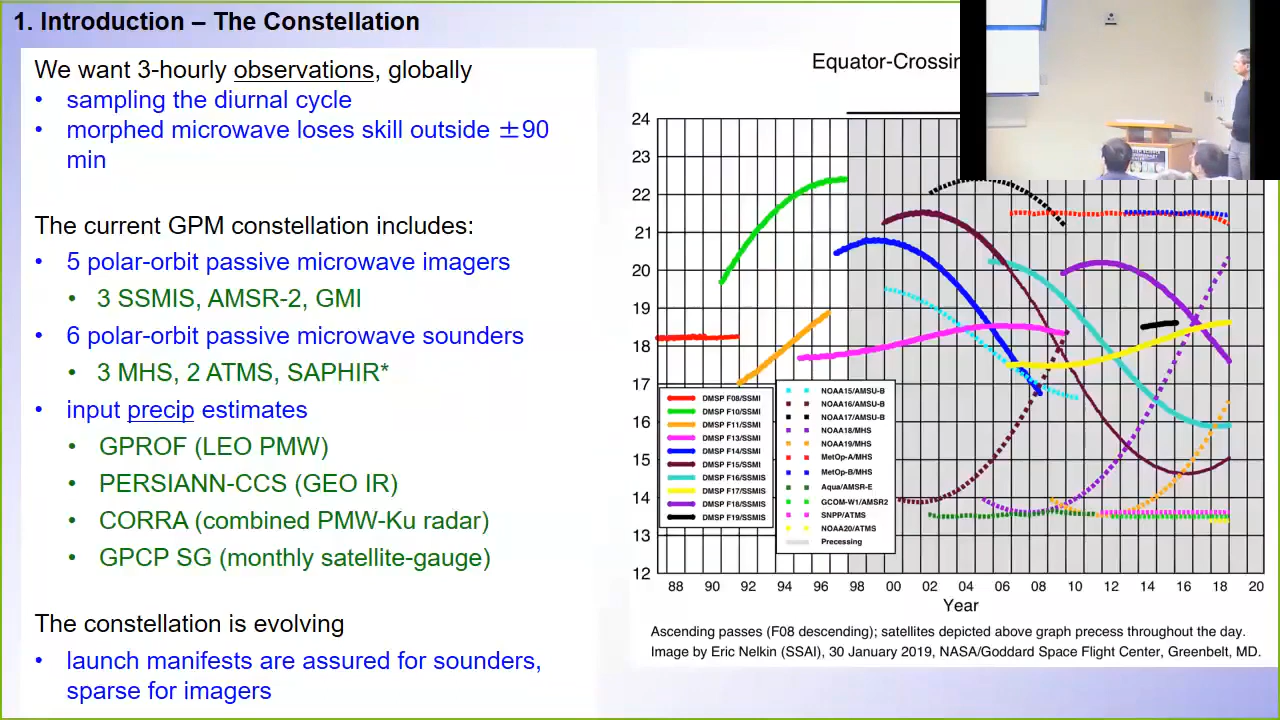 1. Introduction – The Constellation
We want 3-hourly observations, globally
• sampling the diurnal cycle
• morphed microwave loses skill outside ±90
min
The current GPM constellation includes:
• 5 polar-orbit passive microwave imagers
• 3 SSMIS, AMSR-2, GMI
• 6 polar-orbit passive microwave sounders
• 3 MHS, 2 ATMS, SAPHIR*
• input precip estimates
• GPROF (LEO PMW)
• PERSIANN-CCS (GEO IR)
• CORRA (combined PMW-Ku radar)
• GPCP SG (monthly satellite-gauge)
The constellation is evolving
• launch manifests are assured for sounders,
sparse for imagers
24
23
22
21
20
19
18
17
16
15
14
13
12
DMSP F08/SSMI
DMSP F10/SSMI
DMSP F11/SSMI
DMSP F13/SSMI
DMSP F14/SSMI
DMSP F15/SSMI
DMSP F16/SSMIS
DMSP F17/SSMIS
DMSP F18/SSMIS
DMSP F19/SSMIS
NOAA15/AMSU-B
NOAA16/AMSU-B
NOAA17/AMSU-B
NOAA18/MHS
NOAA19/MHS
MetOp-A/MHS
MetOp-B/MHS
Aqua/AMSR-E
GCOM-W1/AMSR2
SNPP/ATMS
NOAA20/ATMS
Precessing
88 90 92 94 96 98 00 02 04 06 08 10 12 14 16 18 20
Year
Ascending passes (F08 descending); satellites depicted above graph precess throughout the day.
Image by Eric Nelkin (SSAI), 30 January 2019, NASA/Goddard Space Flight Center, Greenbelt, MD.